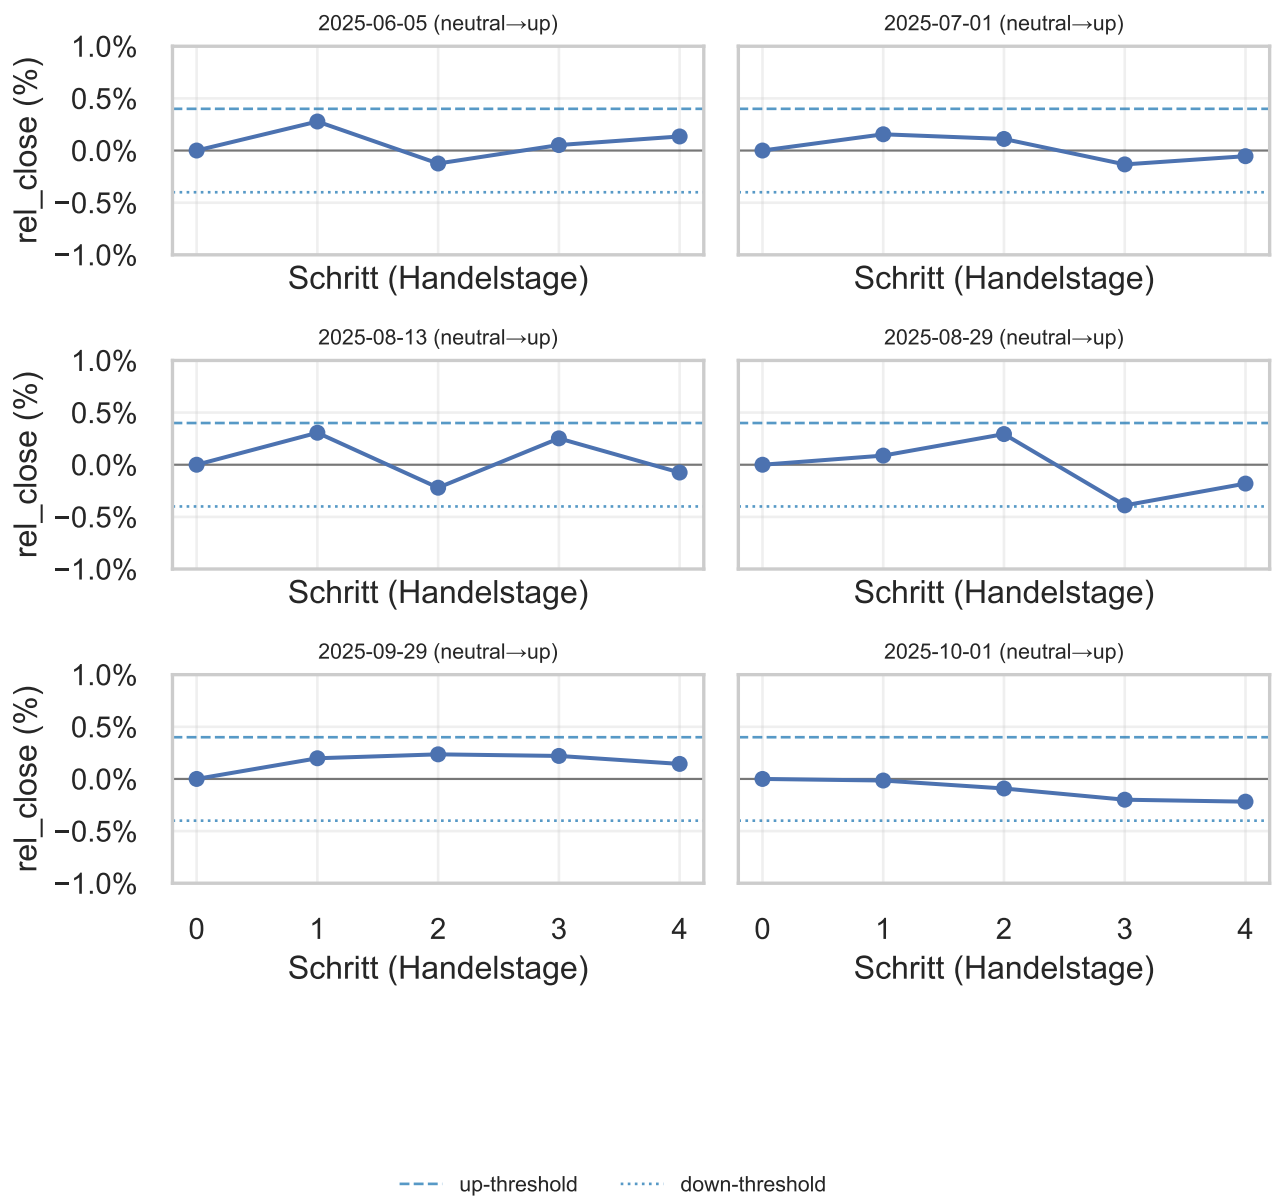 2025-06-05 (neutral→up)
2025-07-01 (neutral→up)
1.0%
0.5%
0.0%
−0.5%
−1.0%
rel_close (%)
Schritt (Handelstage)
Schritt (Handelstage)
2025-08-13 (neutral→up)
2025-08-29 (neutral→up)
1.0%
0.5%
0.0%
−0.5%
−1.0%
rel_close (%)
Schritt (Handelstage)
Schritt (Handelstage)
2025-09-29 (neutral→up)
2025-10-01 (neutral→up)
1.0%
0.5%
0.0%
−0.5%
−1.0%
rel_close (%)
0 1 2 3 4
0 1 2 3 4
Schritt (Handelstage)
Schritt (Handelstage)
up-threshold
down-threshold